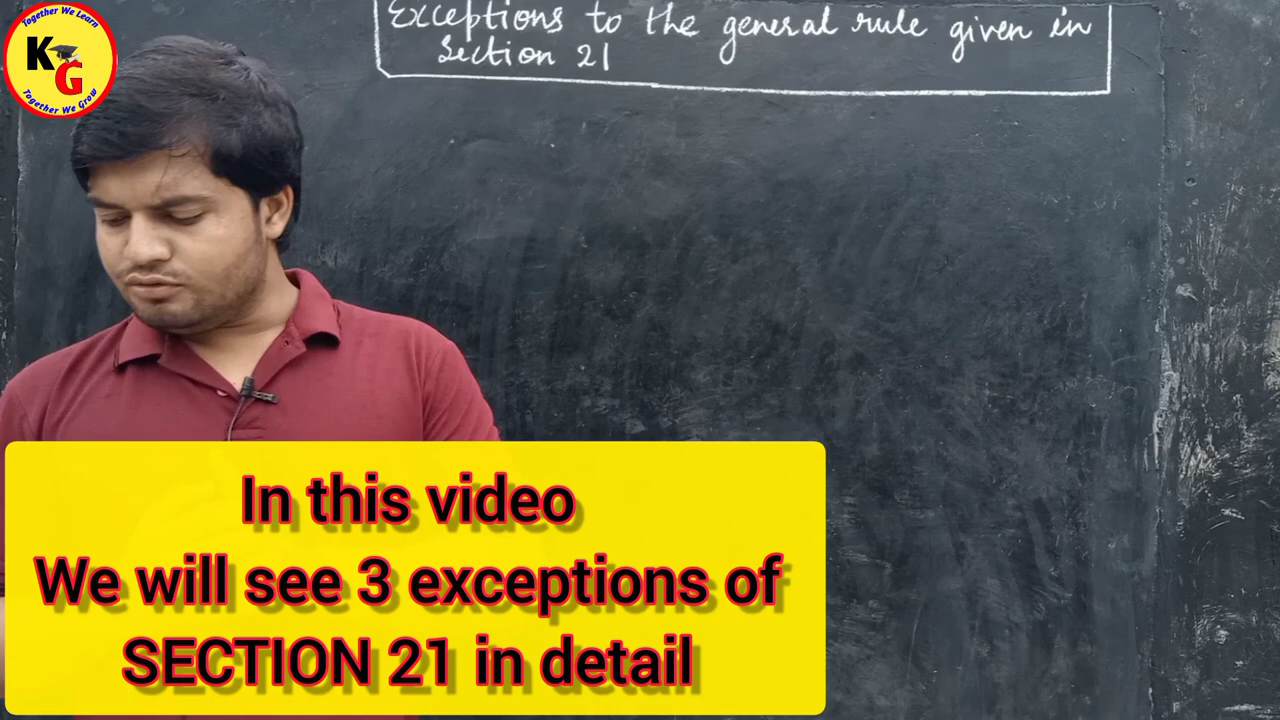 Together We Learn
KG
Together We Grow
Exceptions to the general rule given in
Section 21
In this video
We will see 3 exceptions of
SECTION 21 in detail